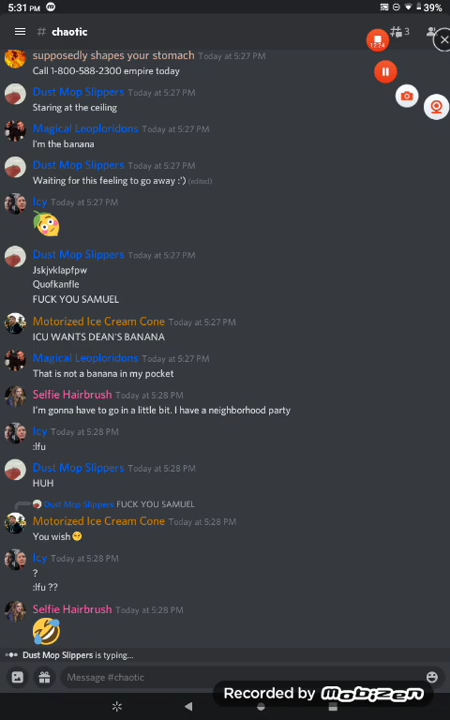 5:31 PM
39%
# chaotic
3
supposedly shapes your stomach Today at 5:27 PM
Call 1-800-588-2300 empire today
Dust Mop Slippers Today at 5:27 PM
Staring at the ceiling
Magical Leoploridons Today at 5:27 PM
I'm the banana
Dust Mop Slippers Today at 5:27 PM
Waiting for this feeling to go away :') (edited)
Icy Today at 5:27 PM
Dust Mop Slippers Today at 5:27 PM
Jskjvklapfpw
Quofkanfle
FUCK YOU SAMUEL
Motorized Ice Cream Cone Today at 5:27 PM
ICU WANTS DEAN'S BANANA
Magical Leoploridons Today at 5:27 PM
That is not a banana in my pocket
Selfie Hairbrush Today at 5:28 PM
I'm gonna have to go in a little bit. I have a neighborhood party
Icy Today at 5:28 PM
:lfu
Dust Mop Slippers Today at 5:28 PM
HUH
Dust Mop Slippers FUCK YOU SAMUEL
Motorized Ice Cream Cone Today at 5:28 PM
You wish
Icy Today at 5:28 PM
?
:lfu ??
Selfie Hairbrush Today at 5:28 PM
Dust Mop Slippers is typing...
Message #chaotic
Recorded by MOBIZEN